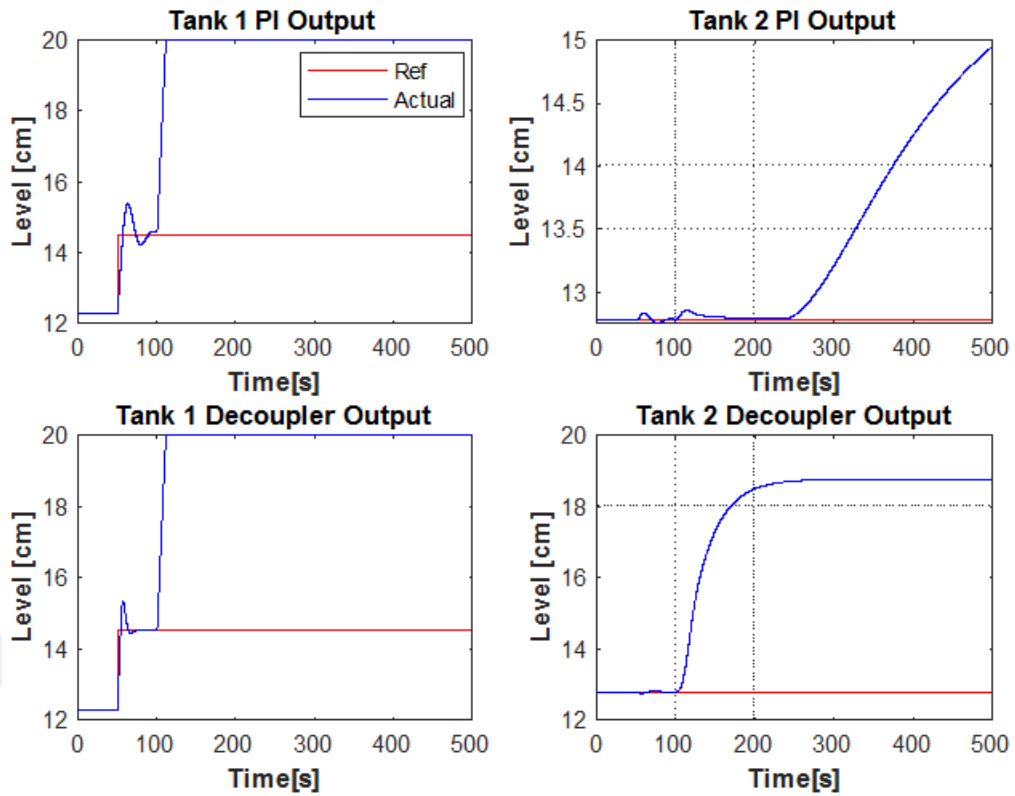 Tank 1 PI Output
20
18
16
14
12
Level [cm]
Ref
Actual
0 100 200 300 400 500
Time[s]
Tank 2 PI Output
15
14.5
14
13.5
13
Level [cm]
0 100 200 300 400 500
Time[s]
Tank 1 Decoupler Output
20
18
16
14
12
Level [cm]
0 100 200 300 400 500
Time[s]
Tank 2 Decoupler Output
20
18
16
14
12
Level [cm]
0 100 200 300 400 500
Time[s]